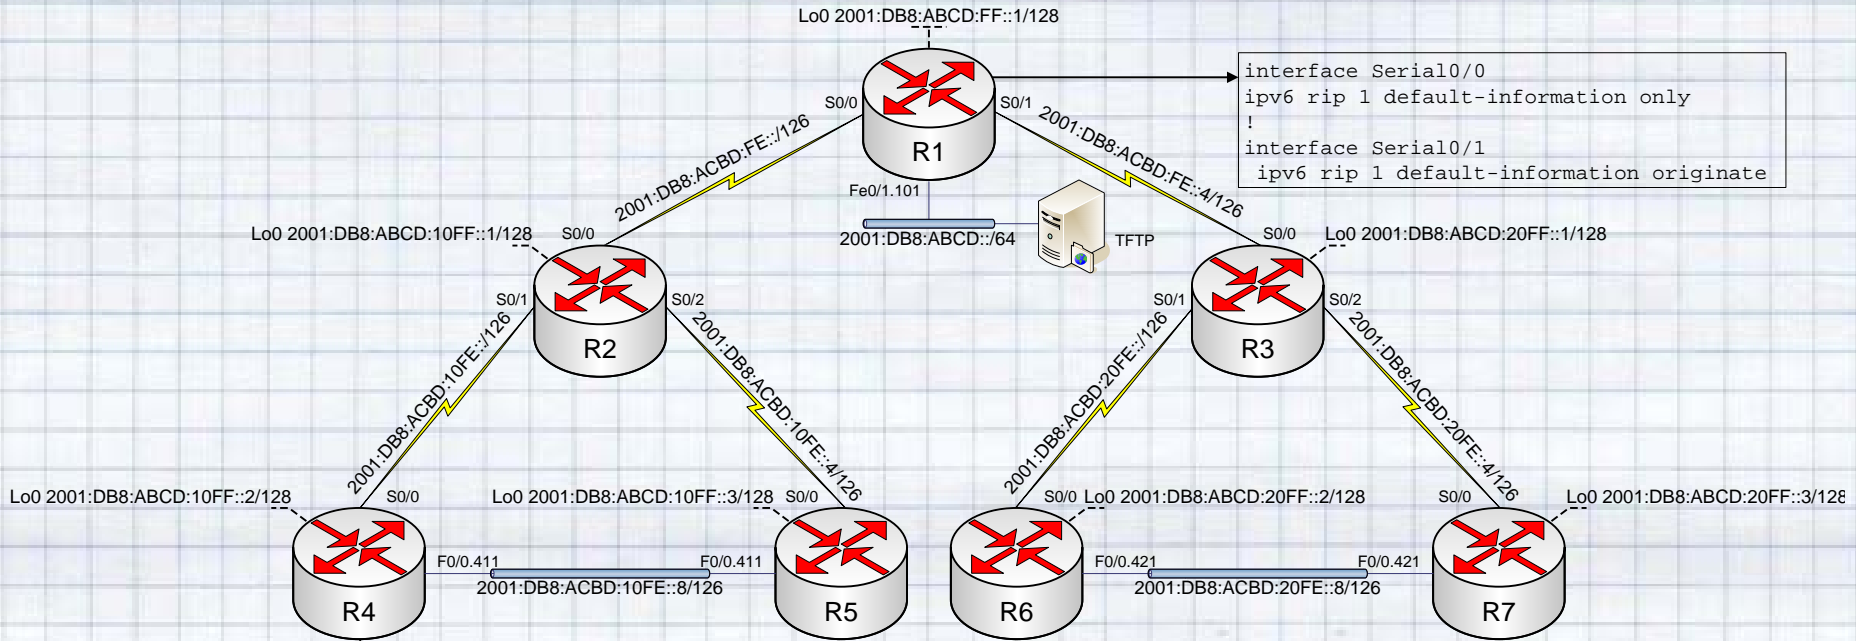 Lo0 2001:DB8:ABCD:FF::1/128
interface Serial0/0
ipv6 rip 1 default-information only
!
interface Serial0/1
ipv6 rip 1 default-information originate
S0/0
S0/1
R1
2001:DB8:ACBD:FE::/126
2001:DB8:ACBD:FE::4/126
Fe0/1.101
2001:DB8:ABCD::/64
TFTP
Lo0 2001:DB8:ABCD:10FF::1/128
S0/0
S0/0
Lo0 2001:DB8:ABCD:20FF::1/128
S0/1
S0/2
R2
S0/1
S0/2
R3
2001:DB8:ACBD:10FE::/126
2001:DB8:ACBD:10FE::4/126
2001:DB8:ACBD:20FE::/126
2001:DB8:ACBD:20FE::4/126
Lo0 2001:DB8:ABCD:10FF::2/128
S0/0
Lo0 2001:DB8:ABCD:10FF::3/128
S0/0
S0/0
Lo0 2001:DB8:ABCD:20FF::2/128
S0/0
Lo0 2001:DB8:ABCD:20FF::3/128
F0/0.411
F0/0.411
2001:DB8:ACBD:10FE::8/126
F0/0.421
F0/0.421
2001:DB8:ACBD:20FE::8/126
R4
R5
R6
R7